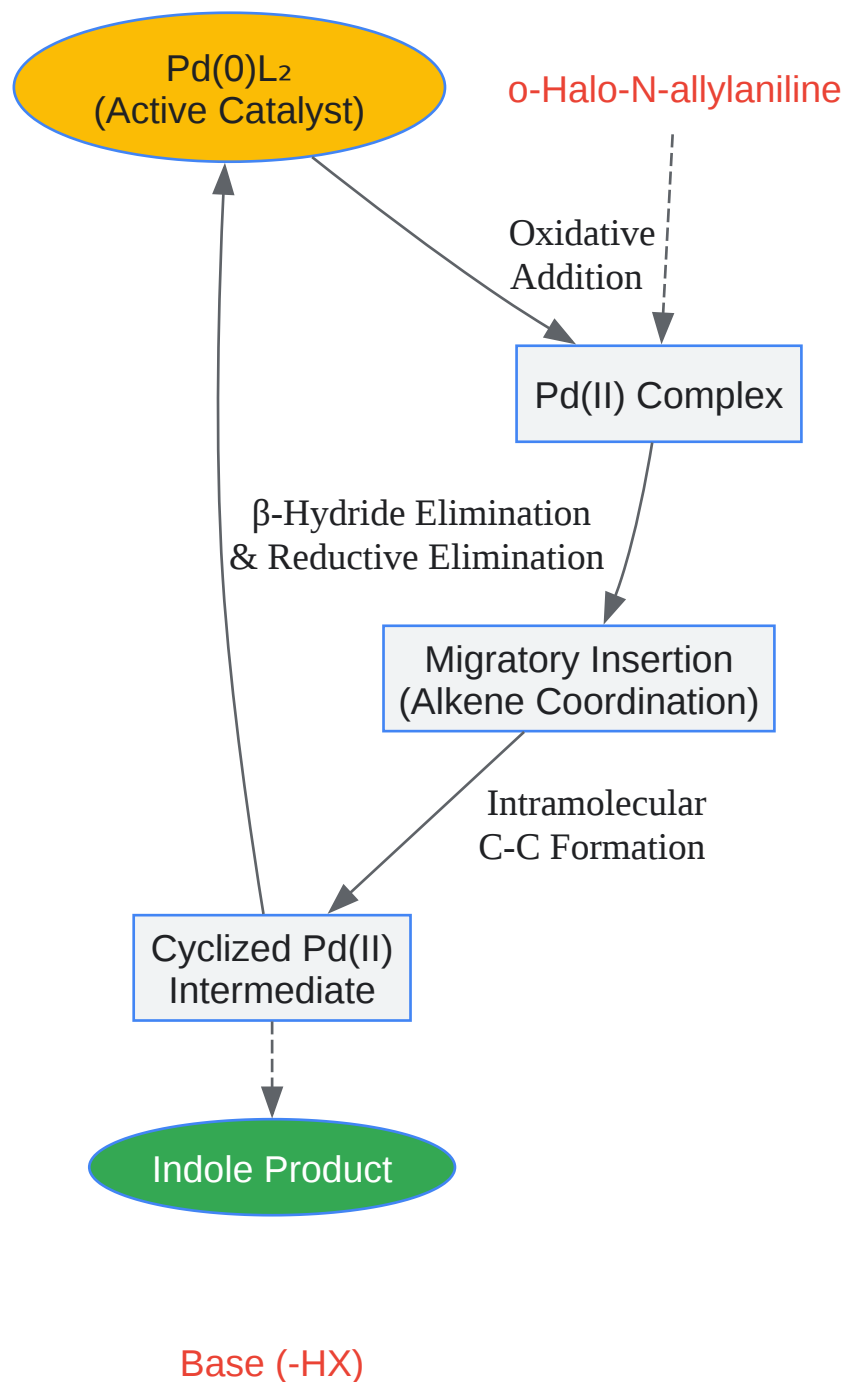 Pd(0)L₂
(Active Catalyst)
o-Halo-N-allylaniline
Oxidative
Addition
Pd(II) Complex
β-Hydride Elimination
& Reductive Elimination
Migratory Insertion
(Alkene Coordination)
Intramolecular
C-C Formation
Cyclized Pd(II)
Intermediate
Indole Product
Base (-HX)